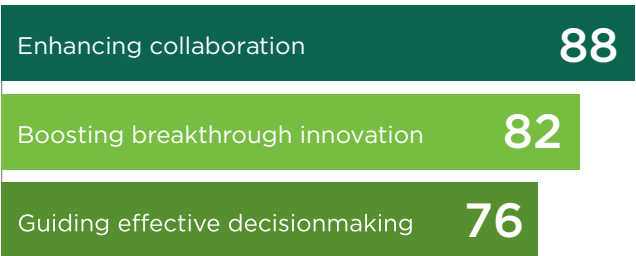 Enhancing collaboration 88
Boosting breakthrough innovation 82
Guiding effective decisionmaking 76